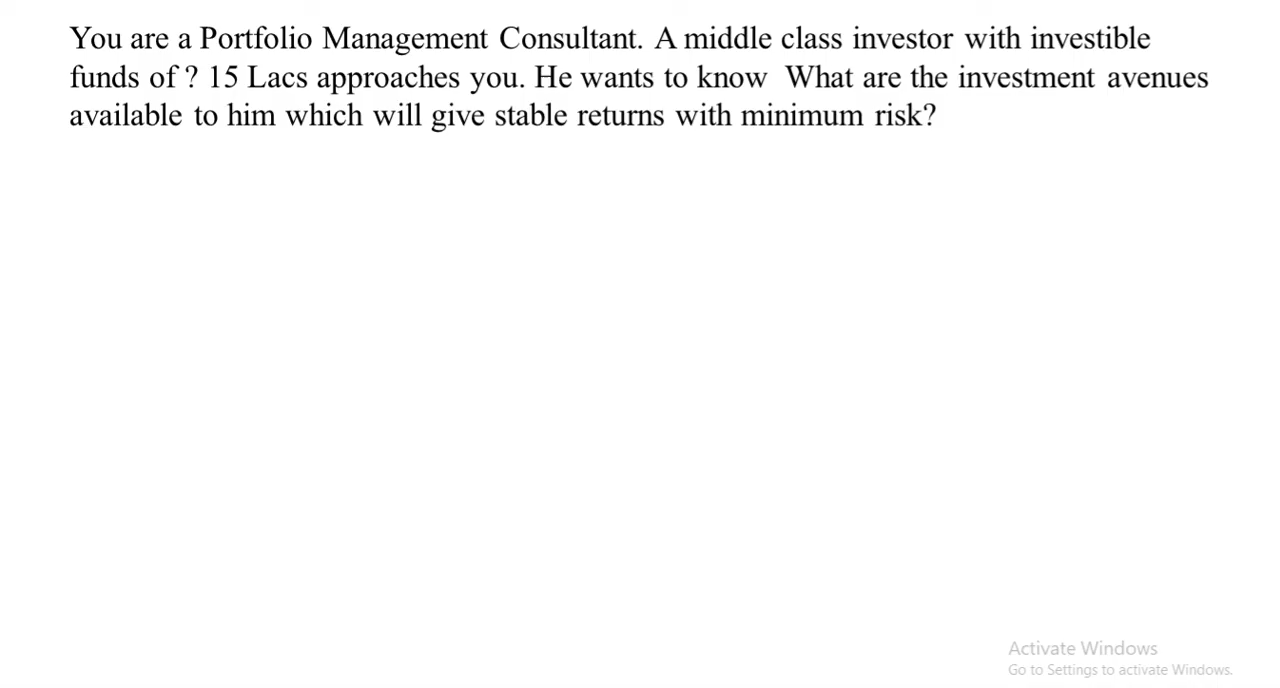 You are a Portfolio Management Consultant. A middle class investor with investible
funds of ? 15 Lacs approaches you. He wants to know What are the investment avenues
available to him which will give stable returns with minimum risk?
Activate Windows
Go to Settings to activate Windows.